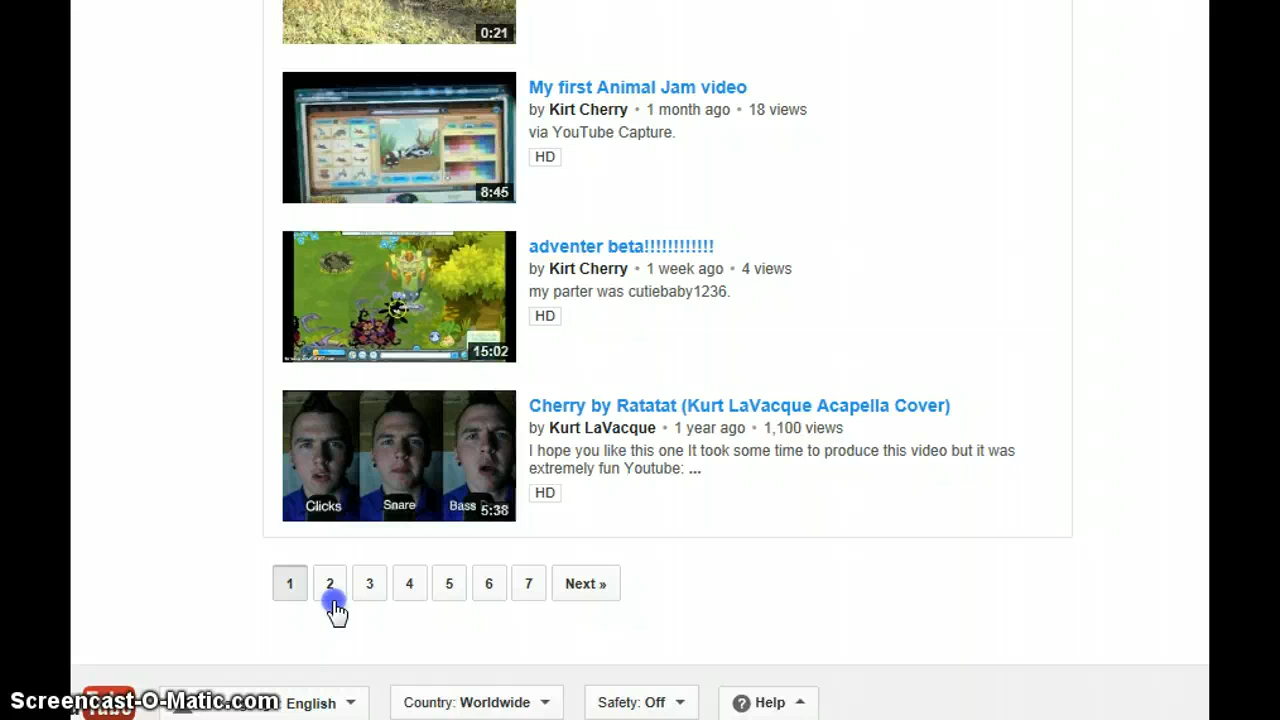 0:21
My first Animal Jam video
by Kirt Cherry • 1 month ago • 18 views
via YouTube Capture.
HD
8:45
adventer beta!!!!!!!!!!!!
by Kirt Cherry • 1 week ago • 4 views
my parter was cutiebaby1236.
HD
15:02
Cherry by Ratatat (Kurt LaVacque Acapella Cover)
by Kurt LaVacque • 1 year ago • 1,100 views
I hope you like this one It took some time to produce this video but it was
extremely fun Youtube: ...
HD
Clicks Snare Bass 5:38
1 2 3 4 5 6 7 Next »
Screencast-O-Matic.com English Country: Worldwide Safety: Off Help